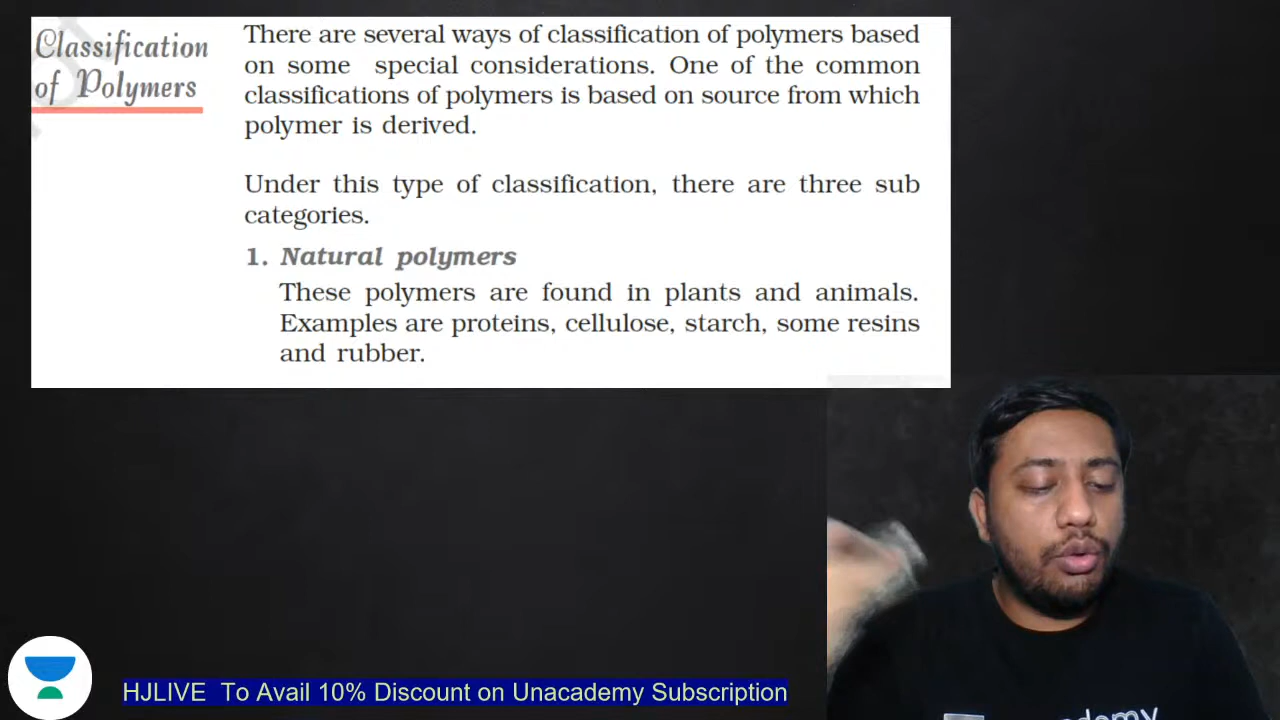 Classification
of Polymers
There are several ways of classification of polymers based
on some special considerations. One of the common
classifications of polymers is based on source from which
polymer is derived.
Under this type of classification, there are three sub
categories.
1. Natural polymers
These polymers are found in plants and animals.
Examples are proteins, cellulose, starch, some resins
and rubber.
HJLIVE To Avail 10% Discount on Unacademy Subscription